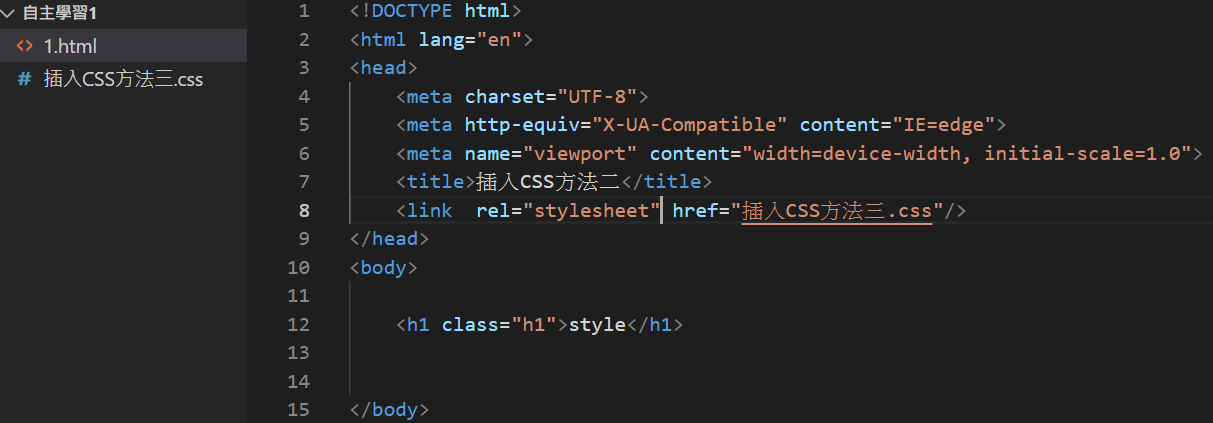 自主學習1
<> 1.html
# 插入CSS方法三.css
1 <!DOCTYPE html>
2 <html lang="en">
3 <head>
4 <meta charset="UTF-8">
5 <meta http-equiv="X-UA-Compatible" content="IE=edge">
6 <meta name="viewport" content="width=device-width, initial-scale=1.0">
7 <title>插入CSS方法二</title>
8 <link  rel="stylesheet" href="插入CSS方法三.css"/>
9 </head>
10 <body>
11
12 <h1 class="h1">style</h1>
13
14
15 </body>